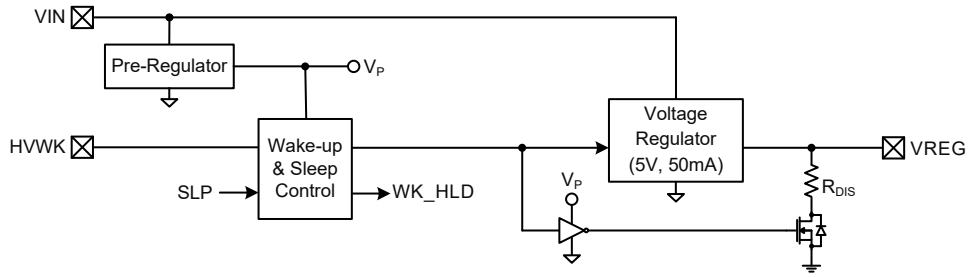 VIN
Pre-Regulator
VP
HVWK
Wake-up
& Sleep
Control
SLP
WK_HLD
Voltage
Regulator
(5V, 50mA)
VREG
VP
RDIS